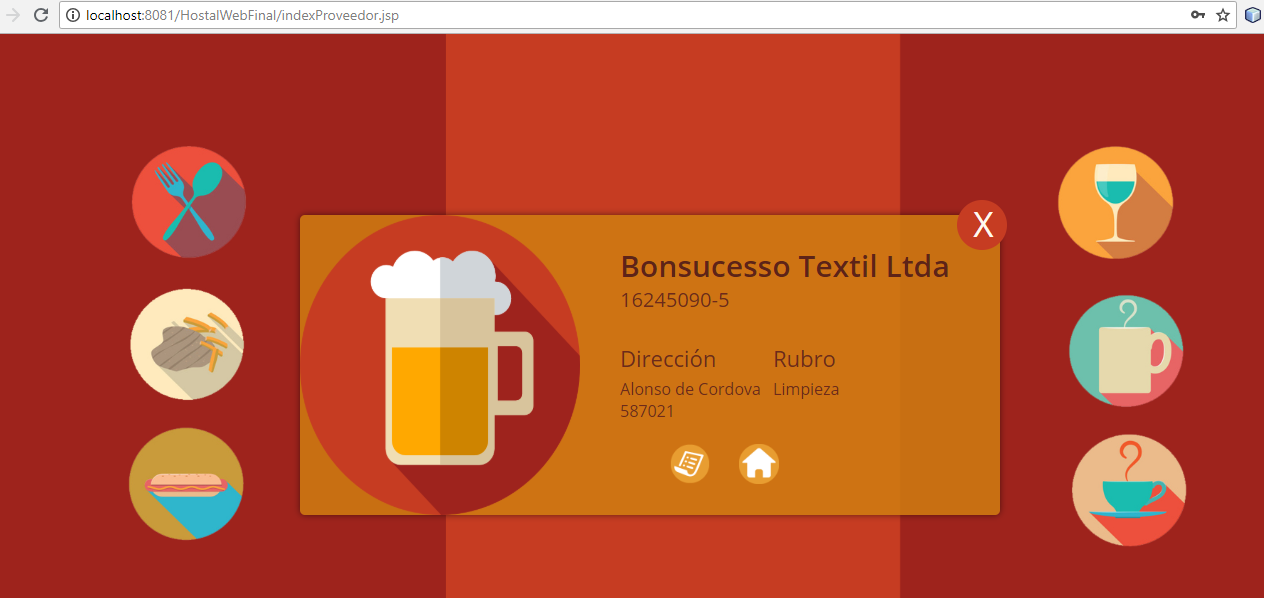 localhost:8081/HostalWebFinal/indexProveedor.jsp
X
Bonsucesso Textil Ltda
16245090-5
Dirección Rubro
Alonso de Cordova Limpieza
587021